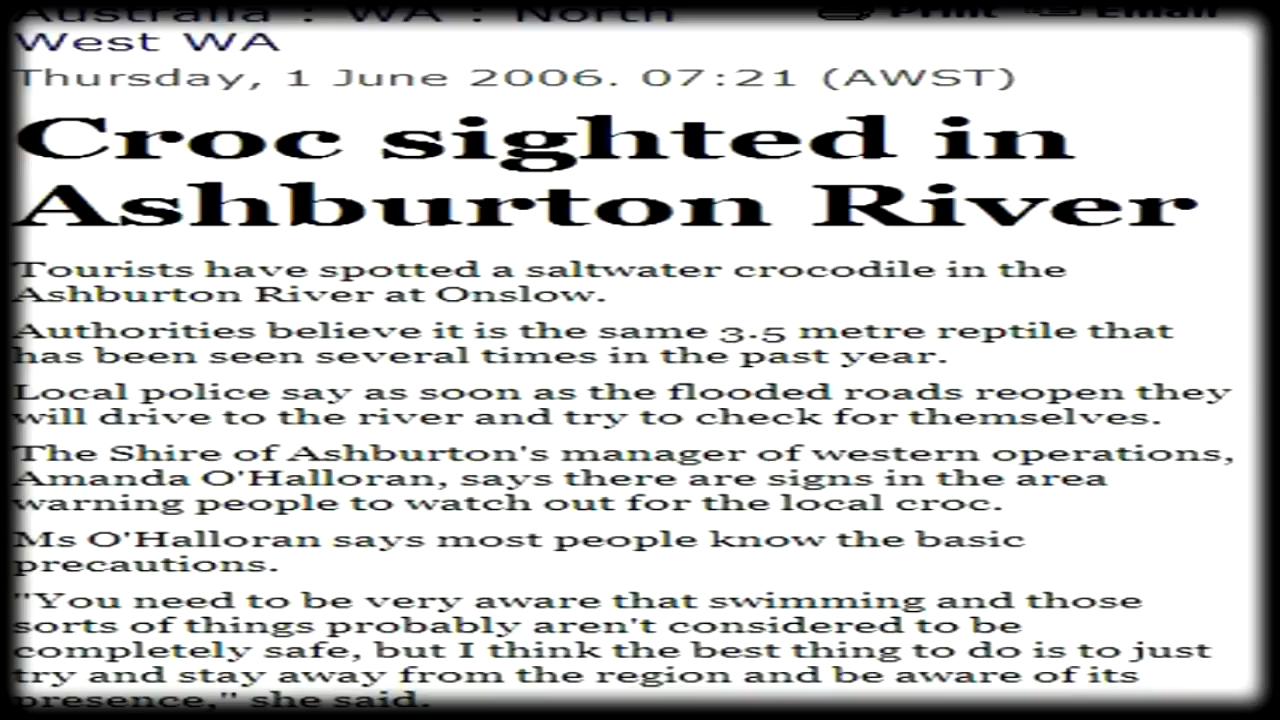 Australia : WA : North Print Email
West WA
Thursday, 1 June 2006. 07:21 (AWST)
Croc sighted in
Ashburton River
Tourists have spotted a saltwater crocodile in the
Ashburton River at Onslow.
Authorities believe it is the same 3.5 metre reptile that
has been seen several times in the past year.
Local police say as soon as the flooded roads reopen they
will drive to the river and try to check for themselves.
The Shire of Ashburton's manager of western operations,
Amanda O'Halloran, says there are signs in the area
warning people to watch out for the local croc.
Ms O'Halloran says most people know the basic
precautions.
"You need to be very aware that swimming and those
sorts of things probably aren't considered to be
completely safe, but I think the best thing to do is to just
try and stay away from the region and be aware of its
presence," she said.